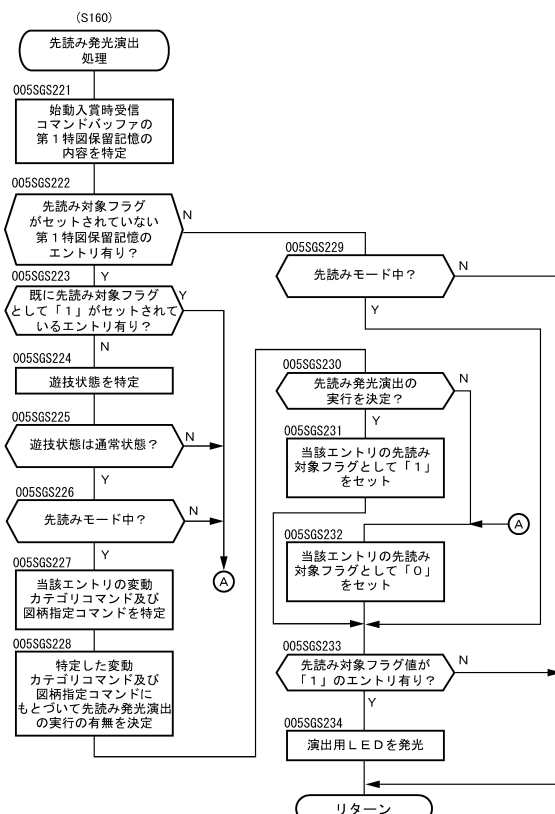 (S160)
先読み発光演出
処理
005SGS221
始動入賞時受信
コマンドバッファの
第１特図保留記憶の
内容を特定
005SGS222
先読み対象フラグ
がセットされていない
第１特図保留記憶の
エントリ有り？
N
Y
005SGS223
既に先読み対象フラグ
として「１」がセットされて
いるエントリ有り？
Y
N
005SGS224
遊技状態を特定
005SGS225
遊技状態は通常状態？
N
Y
005SGS226
先読みモード中？
N
Y
A
005SGS227
当該エントリの変動
カテゴリコマンド及び
図柄指定コマンドを特定
005SGS228
特定した変動
カテゴリコマンド及び
図柄指定コマンドに
もとづいて先読み発光演出
の実行の有無を決定
005SGS229
先読みモード中？
N
Y
005SGS230
先読み発光演出の
実行を決定？
N
Y
005SGS231
当該エントリの先読み
対象フラグとして「１」
をセット
A
005SGS232
当該エントリの先読み
対象フラグとして「０」
をセット
005SGS233
先読み対象フラグ値が
「１」のエントリ有り？
N
Y
005SGS234
演出用ＬＥＤを発光
リターン